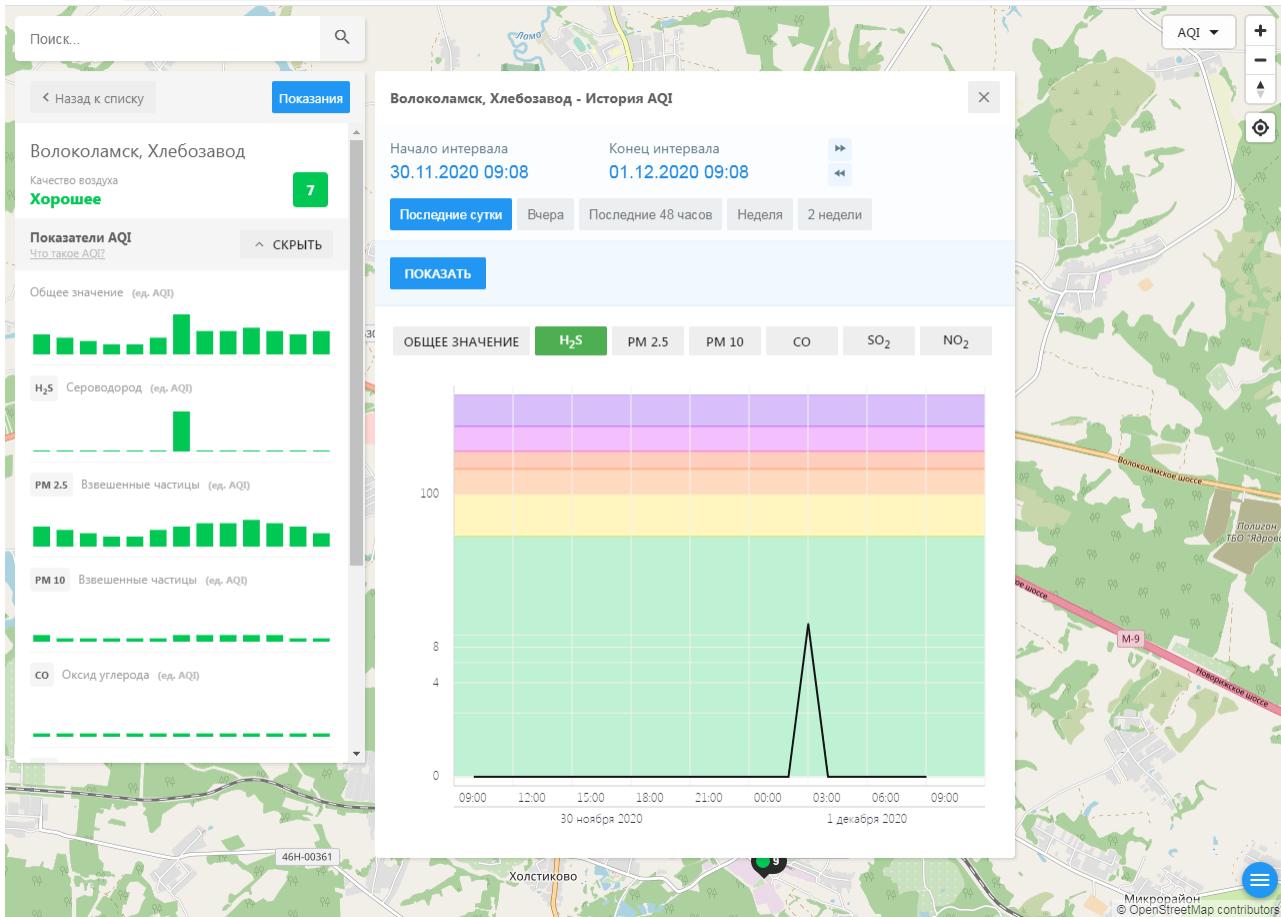 Поиск...
AQI
Назад к списку
Показания
Волоколамск, Хлебозавод
Качество воздуха
Хорошее
7
Показатели AQI
Что такое AQI?
СКРЫТЬ
Общее значение (ед. AQI)
H₂S Сероводород (ед. AQI)
PM 2.5 Взвешенные частицы (ед. AQI)
PM 10 Взвешенные частицы (ед. AQI)
CO Оксид углерода (ед. AQI)
Волоколамск, Хлебозавод - История AQI
Начало интервала
30.11.2020 09:08
Конец интервала
01.12.2020 09:08
Последние сутки Вчера Последние 48 часов Неделя 2 недели
ПОКАЗАТЬ
ОБЩЕЕ ЗНАЧЕНИЕ H₂S PM 2.5 PM 10 CO SO₂ NO₂
100
8
4
0
09:00 12:00 15:00 18:00 21:00 00:00 03:00 06:00 09:00
30 ноября 2020 1 декабря 2020
Волоколамское шоссе
Полигон
ТБО "Ядрово
М-9
Новорижское шоссе
46Н-00361
Холстиково
9
Микрорайон
© OpenStreetMap contributors